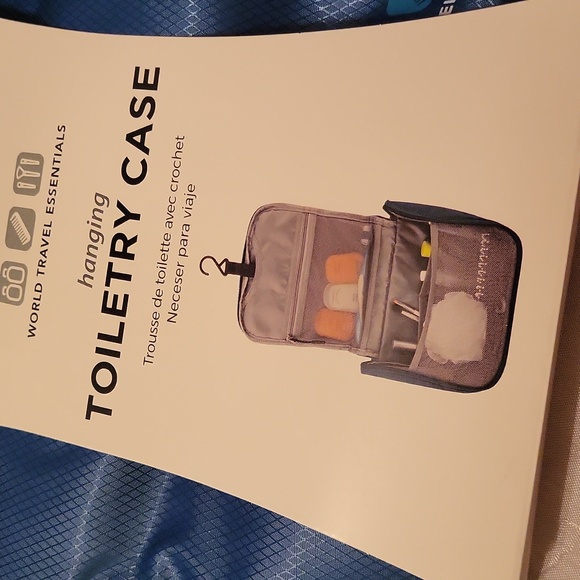 WORLD TRAVEL ESSENTIALS
hanging
TOILETRY CASE
Trousse de toilette avec crochet
Neceser para viaje